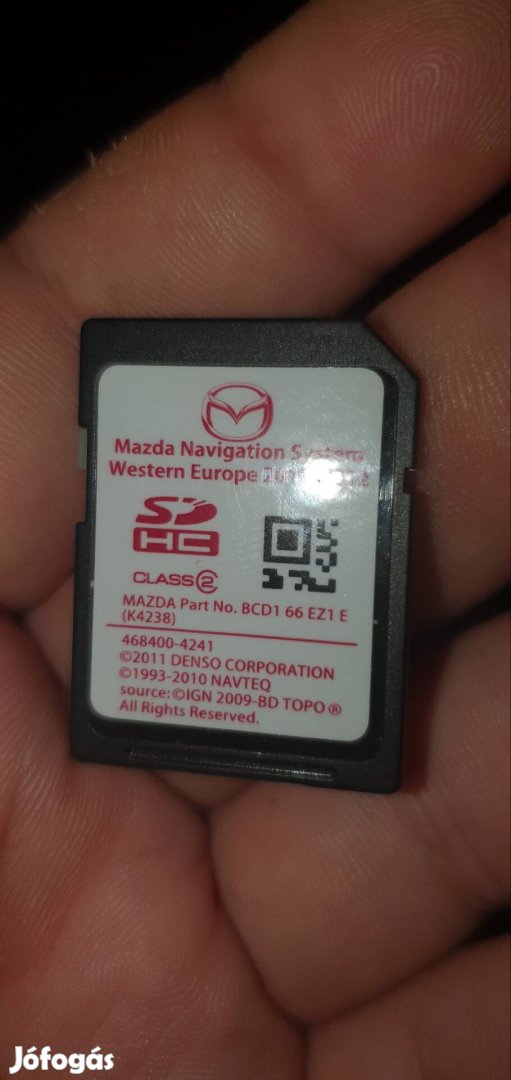 Mazda Navigation System
Western Europe
SD
HC
CLASS 2
MAZDA Part No. BCD1 66 EZ1 E
(K4238)
468400-4241
©2011 DENSO CORPORATION
©1993-2010 NAVTEQ
source: ©IGN 2009-BD TOPO ®
All Rights Reserved.
Jófogás